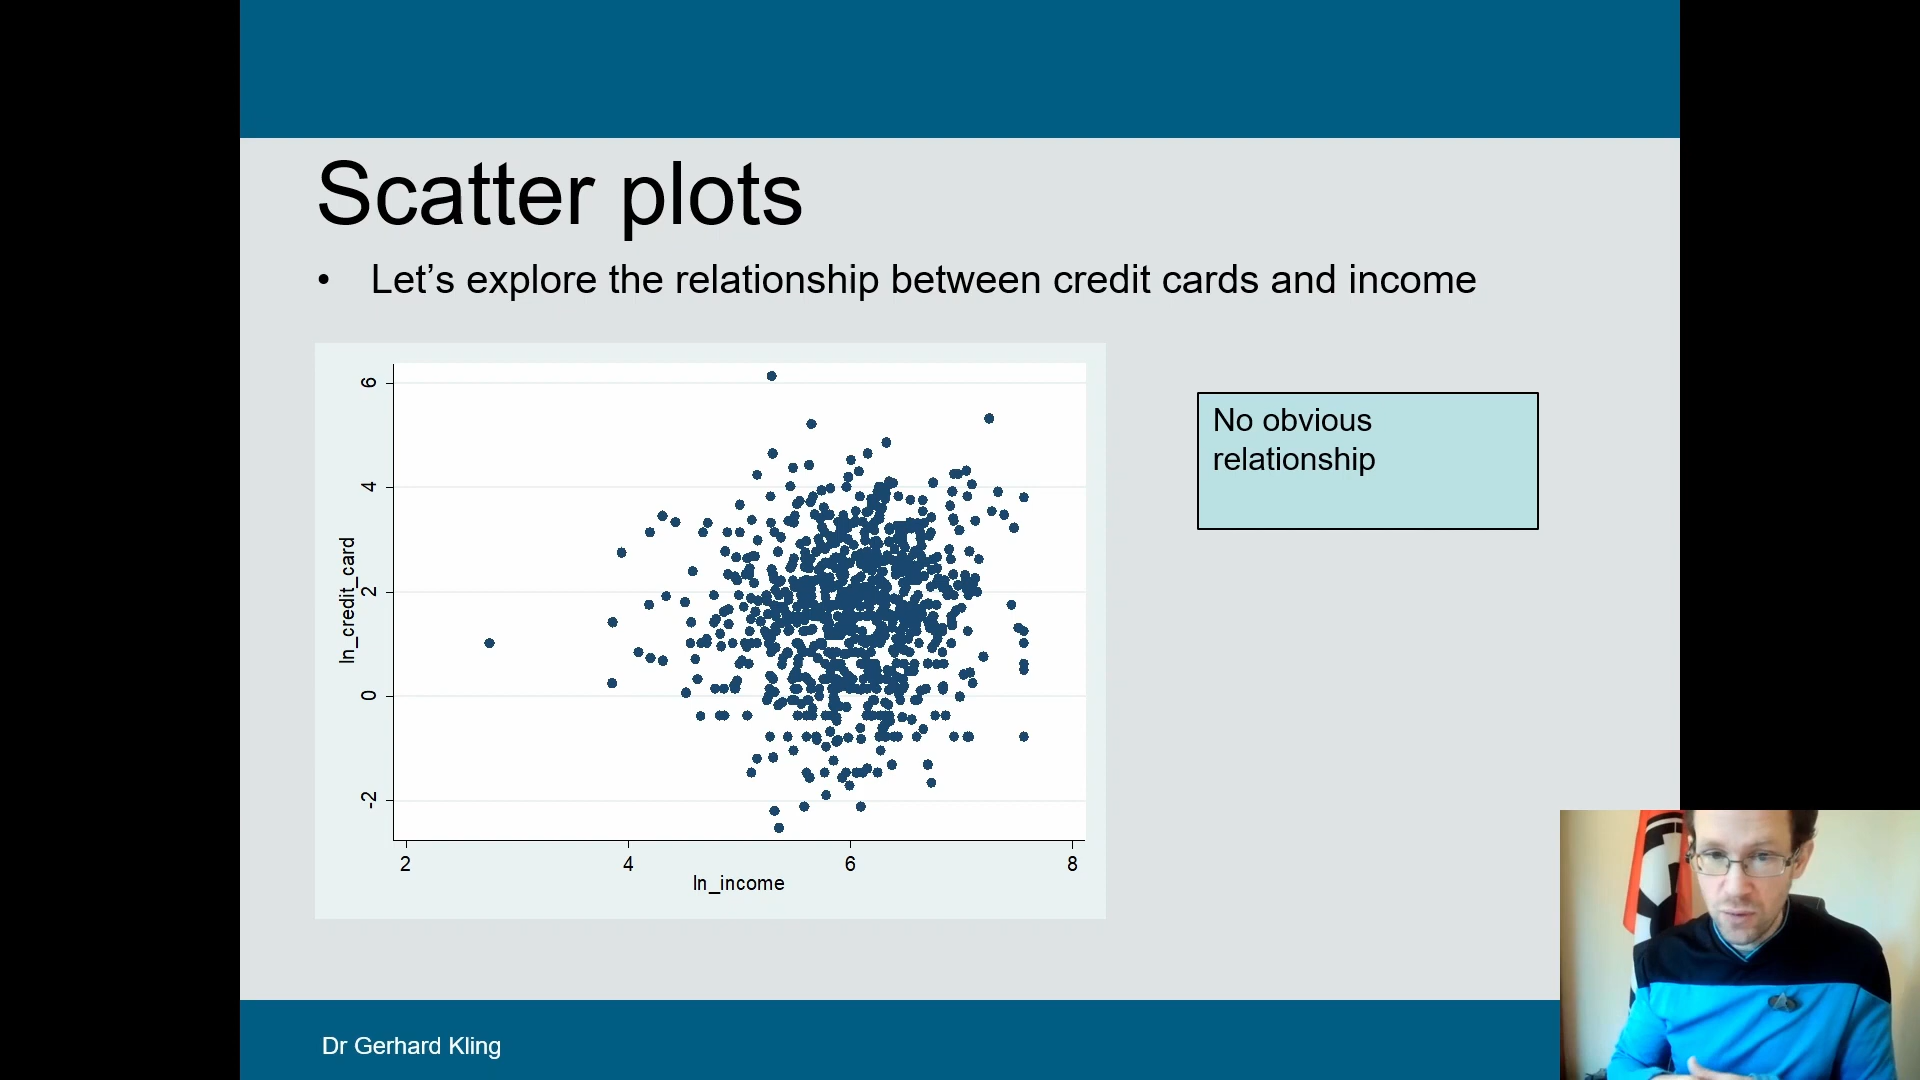 Scatter plots
• Let’s explore the relationship between credit cards and income
6
4
2
0
-2
ln_credit_card
2
4
6
8
ln_income
No obvious
relationship
Dr Gerhard Kling